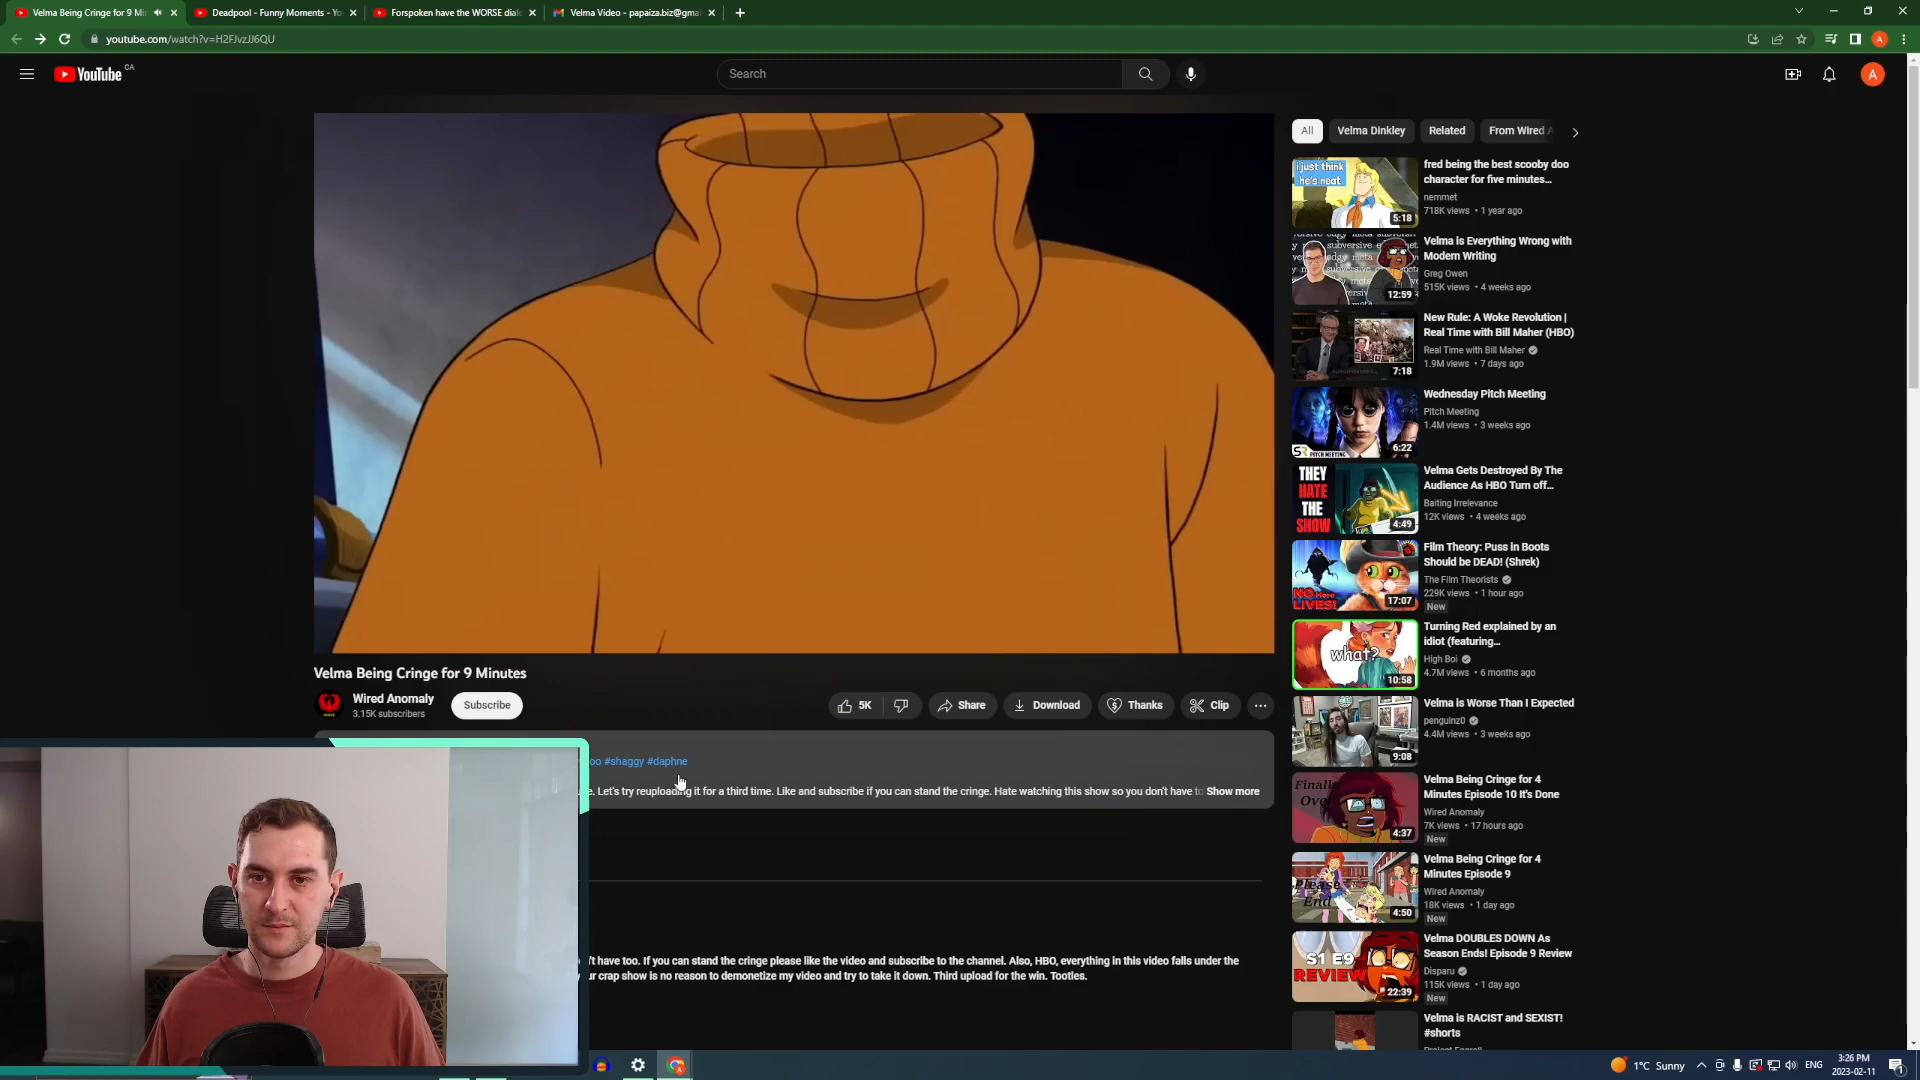 Velma Being Cringe for 9 Mi
Deadpool - Funny Moments - Yo
Forspoken have the WORSE dial
Velma Video - papaiza.biz@gma
youtube.com/watch?v=H2FJvzJJ6QU
YouTube CA
Search
A
All
Velma Dinkley
Related
From Wired A
i just think
he's neat
5:18
fred being the best scooby doo
character for five minutes...
nemmet
718K views • 1 year ago
12:59
Velma is Everything Wrong with
Modern Writing
Greg Owen
515K views • 4 weeks ago
7:18
New Rule: A Woke Revolution |
Real Time with Bill Maher (HBO)
Real Time with Bill Maher
1.9M views • 7 days ago
PITCH MEETING
6:22
Wednesday Pitch Meeting
Pitch Meeting
1.4M views • 3 weeks ago
THEY
HATE
THE
SHOW
4:49
Velma Gets Destroyed By The
Audience As HBO Turn off...
Baiting Irrelevance
12K views • 4 weeks ago
NO More
LIVES!
17:07
Film Theory: Puss in Boots
Should be DEAD! (Shrek)
The Film Theorists
229K views • 1 hour ago
New
what?
10:58
Turning Red explained by an
idiot (featuring...
High Boi
4.7M views • 6 months ago
9:08
Velma is Worse Than I Expected
penguinz0
4.4M views • 3 weeks ago
Finally
Over
4:37
Velma Being Cringe for 4
Minutes Episode 10 It's Done
Wired Anomaly
7K views • 17 hours ago
New
Please
End
4:50
Velma Being Cringe for 4
Minutes Episode 9
Wired Anomaly
18K views • 1 day ago
New
S1 E9
REVIEW
22:39
Velma DOUBLES DOWN As
Season Ends! Episode 9 Review
Disparu
115K views • 1 day ago
New
Velma is RACIST and SEXIST!
#shorts
Velma Being Cringe for 9 Minutes
Wired Anomaly
3.15K subscribers
Subscribe
5K
Share
Download
Thanks
Clip
oo #shaggy #daphne
e. Let's try reuploading it for a third time. Like and subscribe if you can stand the cringe. Hate watching this show so you don't have to Show more
't have too. If you can stand the cringe please like the video and subscribe to the channel. Also, HBO, everything in this video falls under the
ur crap show is no reason to demonetize my video and try to take it down. Third upload for the win. Tootles.
1°C Sunny
ENG
3:26 PM
2023-02-11